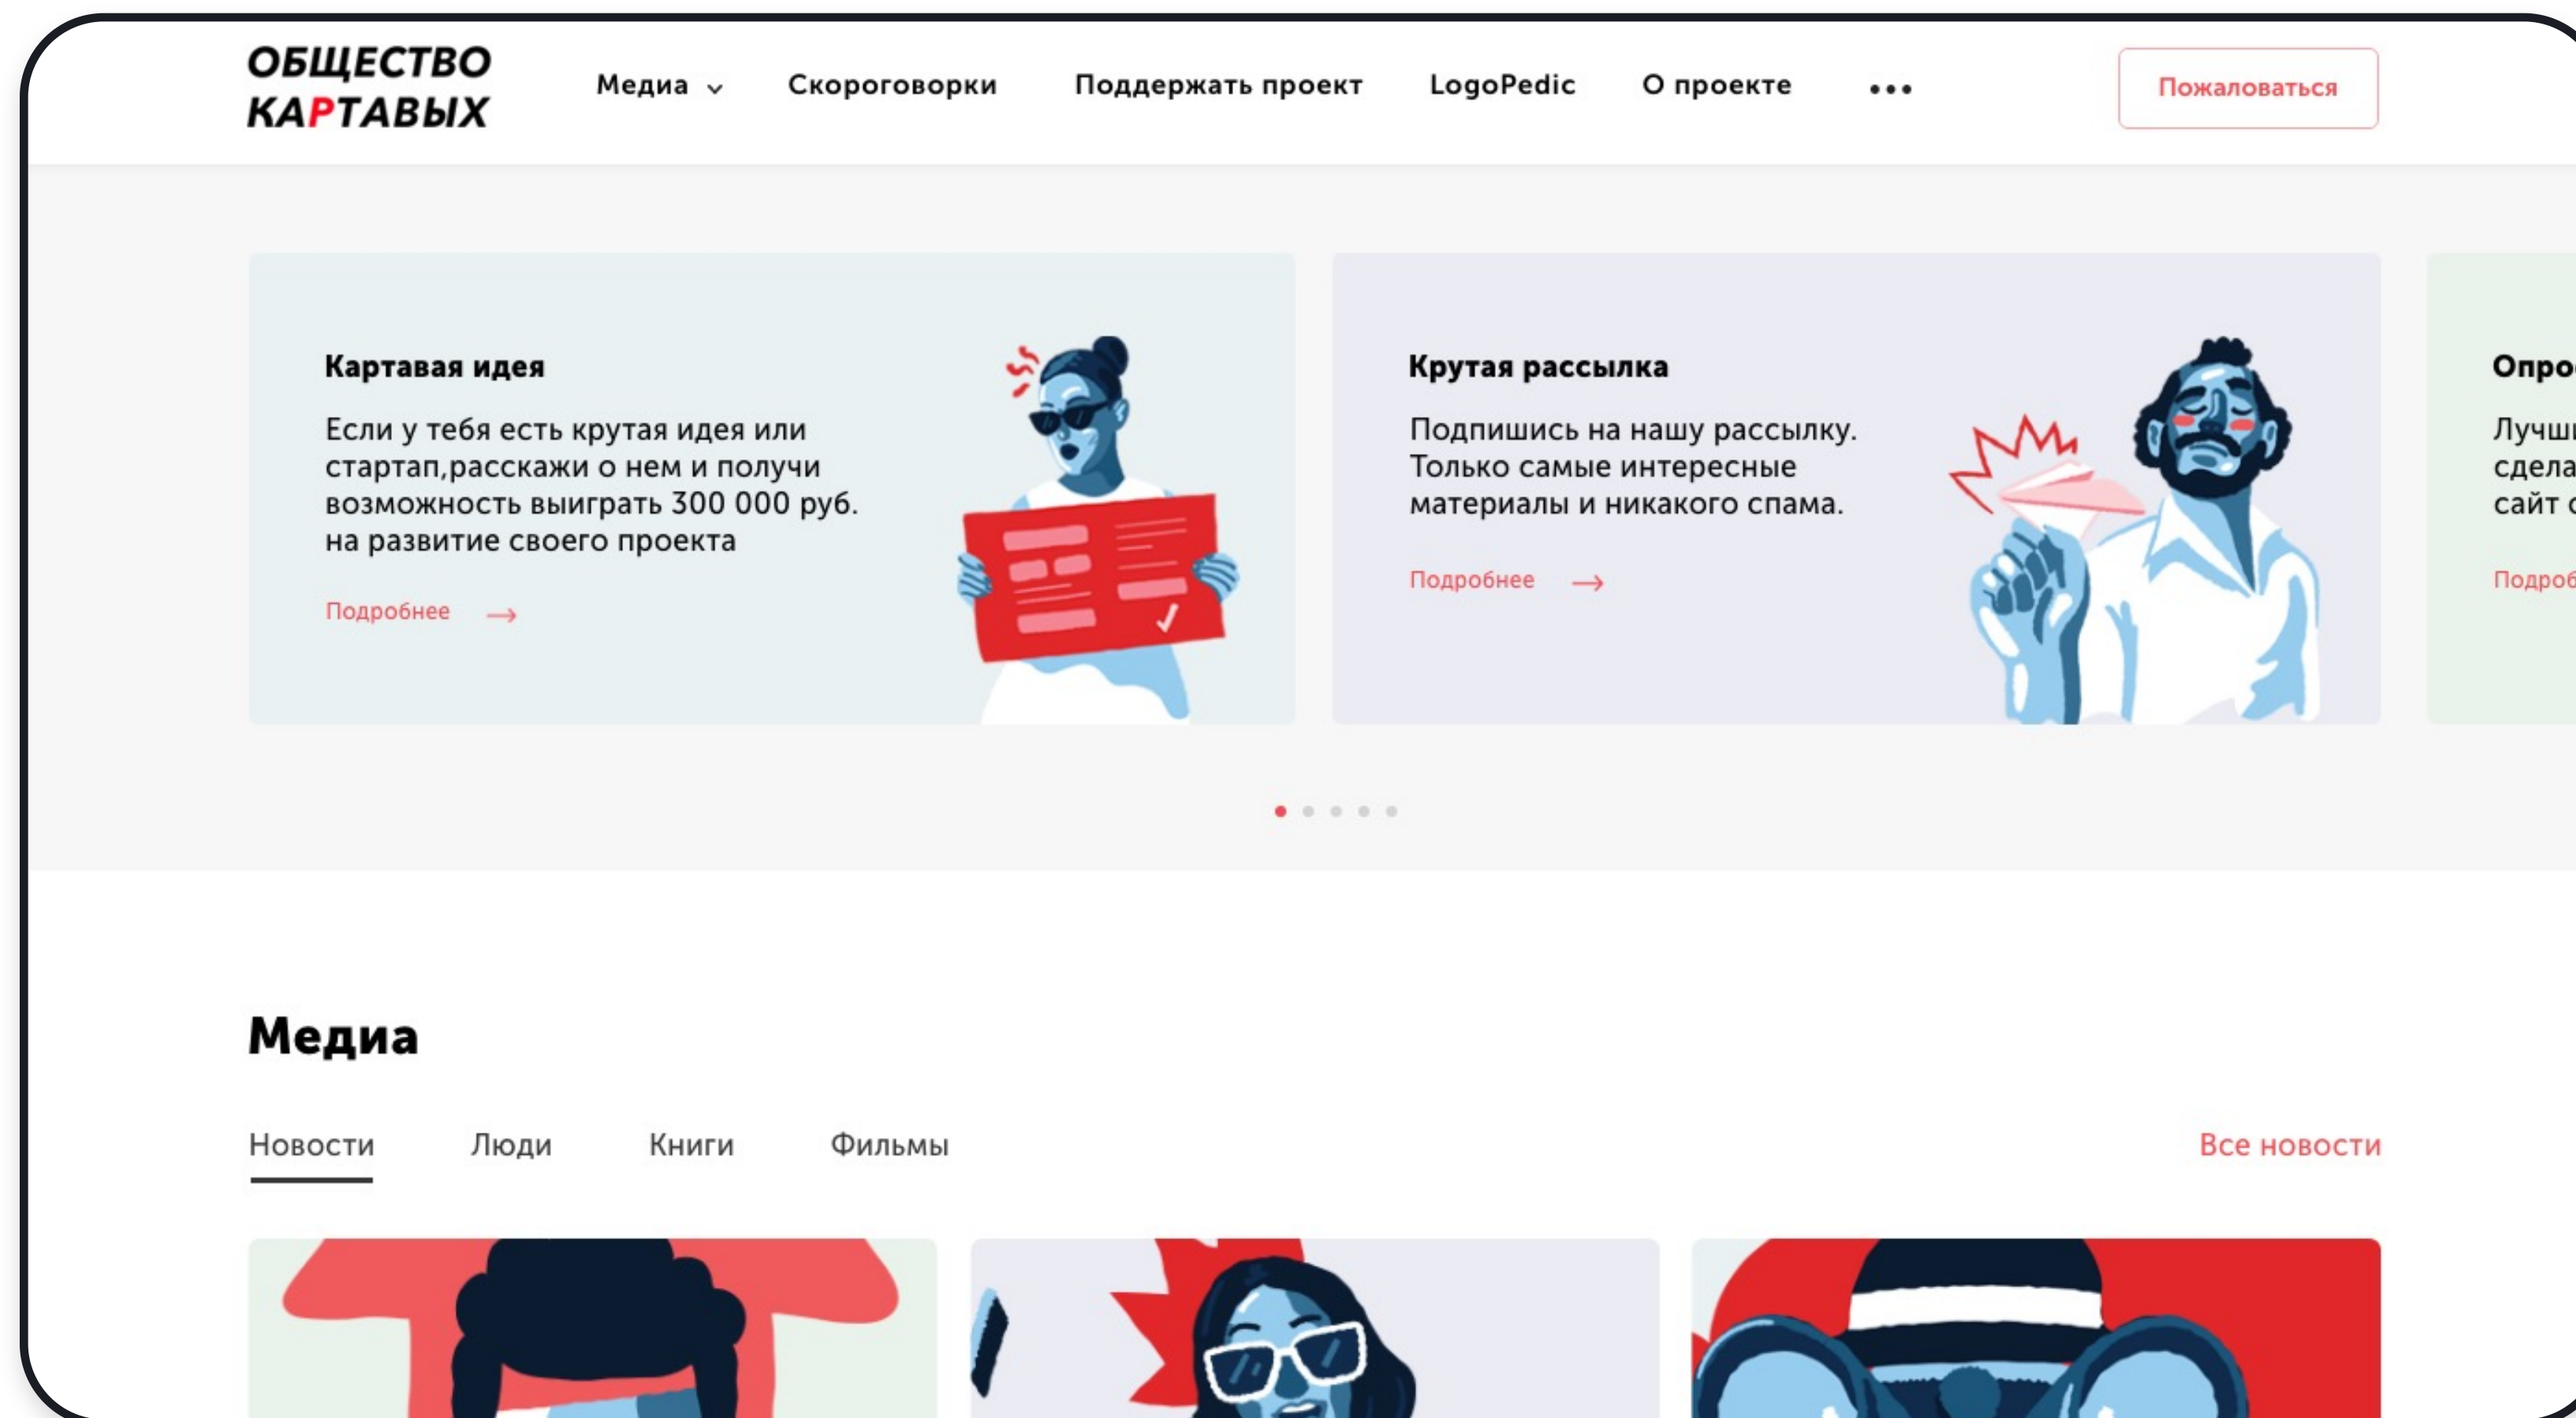 ОБЩЕСТВО
КАРТАВЫХ
Медиа
Скороговорки
Поддержать проект
LogoPedic
О проекте
Пожаловаться
Картавая идея
Если у тебя есть крутая идея или
стартап,расскажи о нем и получи
возможность выиграть 300 000 руб.
на развитие своего проекта
Подробнее
Крутая рассылка
Подпишись на нашу рассылку.
Только самые интересные
материалы и никакого спама.
Подробнее
сайт
Медиа
Новости
Люди
Книги
Фильмы
Все новости